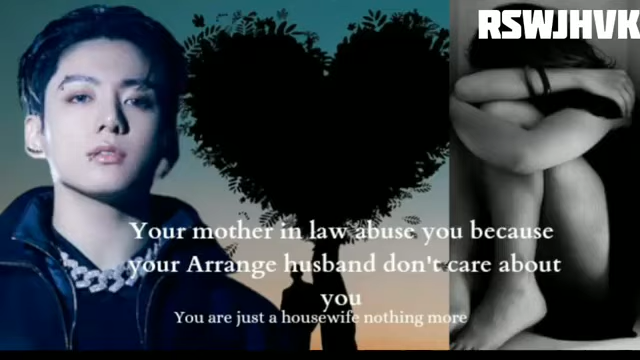 RSWJHVK
Your mother in law abuse you because
your Arrange husband don't care about
you
You are just a housewife nothing more